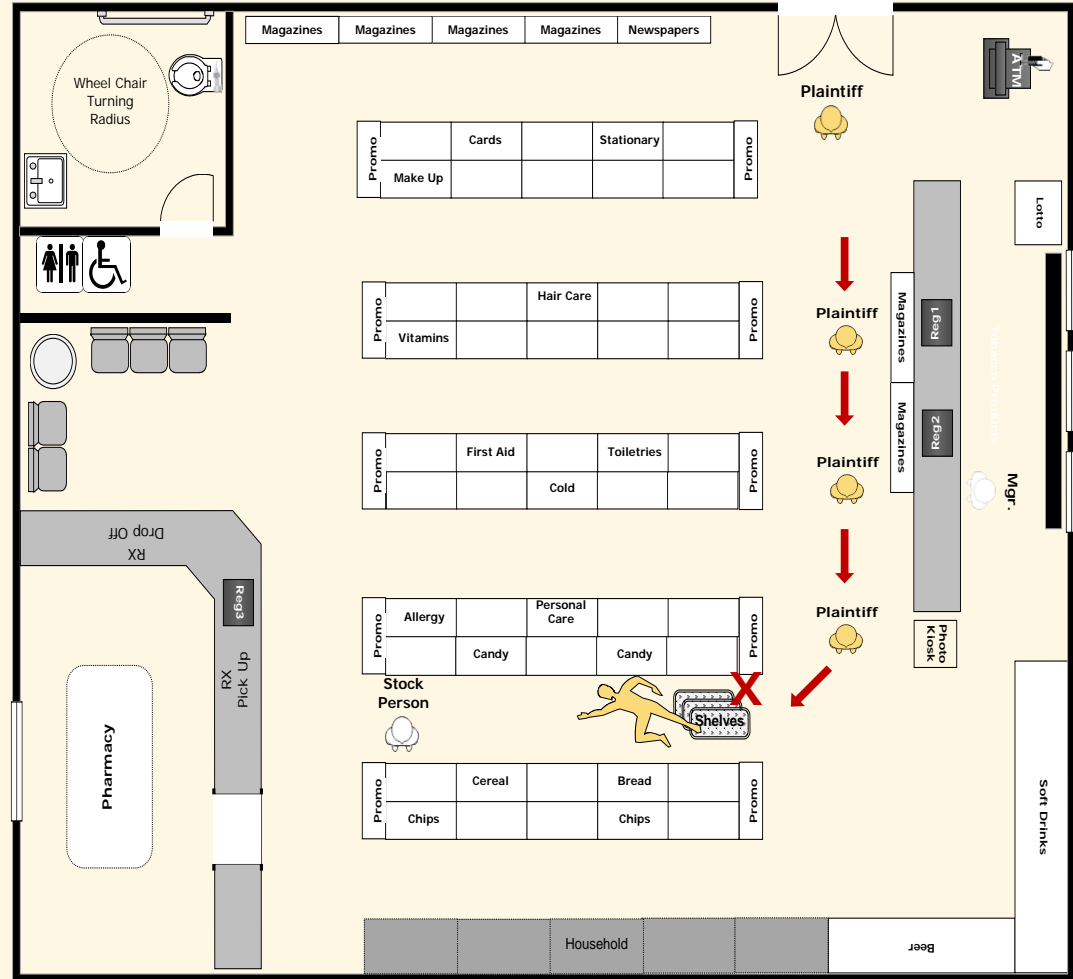 Magazines
Magazines
Magazines
Magazines
Newspapers
ATM
Wheel Chair
Turning
Radius
Plaintiff
Promo
Cards
Stationary
Promo
Make Up
Lotto
Promo
Hair Care
Promo
Vitamins
Plaintiff
Magazines
Reg1
Tobacco Products
Promo
First Aid
Toiletries
Promo
Cold
Plaintiff
Magazines
Reg2
Mgr.
RX
Drop Off
Reg3
RX
Pick Up
Promo
Allergy
Personal
Care
Promo
Candy
Candy
Plaintiff
Photo
Kiosk
Stock
Person
X
Shelves
Pharmacy
Promo
Cereal
Bread
Promo
Chips
Chips
Soft Drinks
Household
Beer